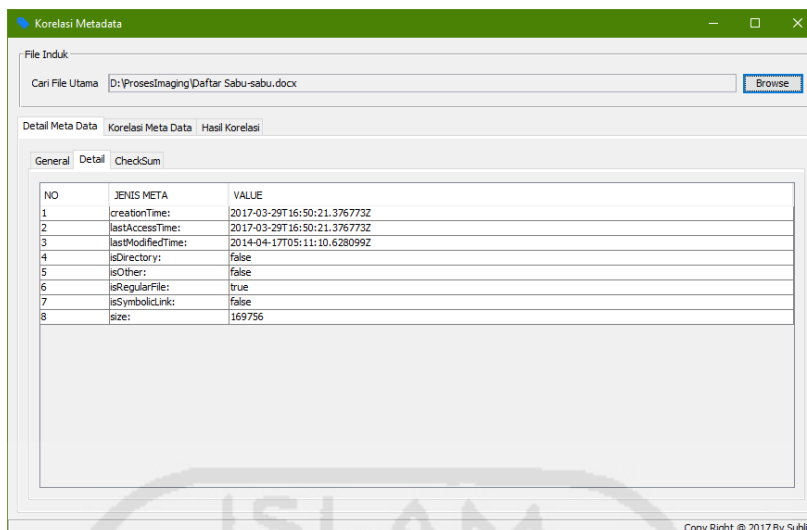 Korelasi Metadata
File Induk
Cari File Utama D:\ProsesImaging\Daftar Sabu-sabu.docx Browse
Detail Meta Data Korelasi Meta Data Hasil Korelasi
General Detail CheckSum
NO JENIS META VALUE
1 creationTime: 2017-03-29T16:50:21.376773Z
2 lastAccessTime: 2017-03-29T16:50:21.376773Z
3 lastModifiedTime: 2014-04-17T05:11:10.628099Z
4 isDirectory: false
5 isOther: false
6 isRegularFile: true
7 isSymbolicLink: false
8 size: 169756
ISLAM
Copy Right @ 2017 By Subli